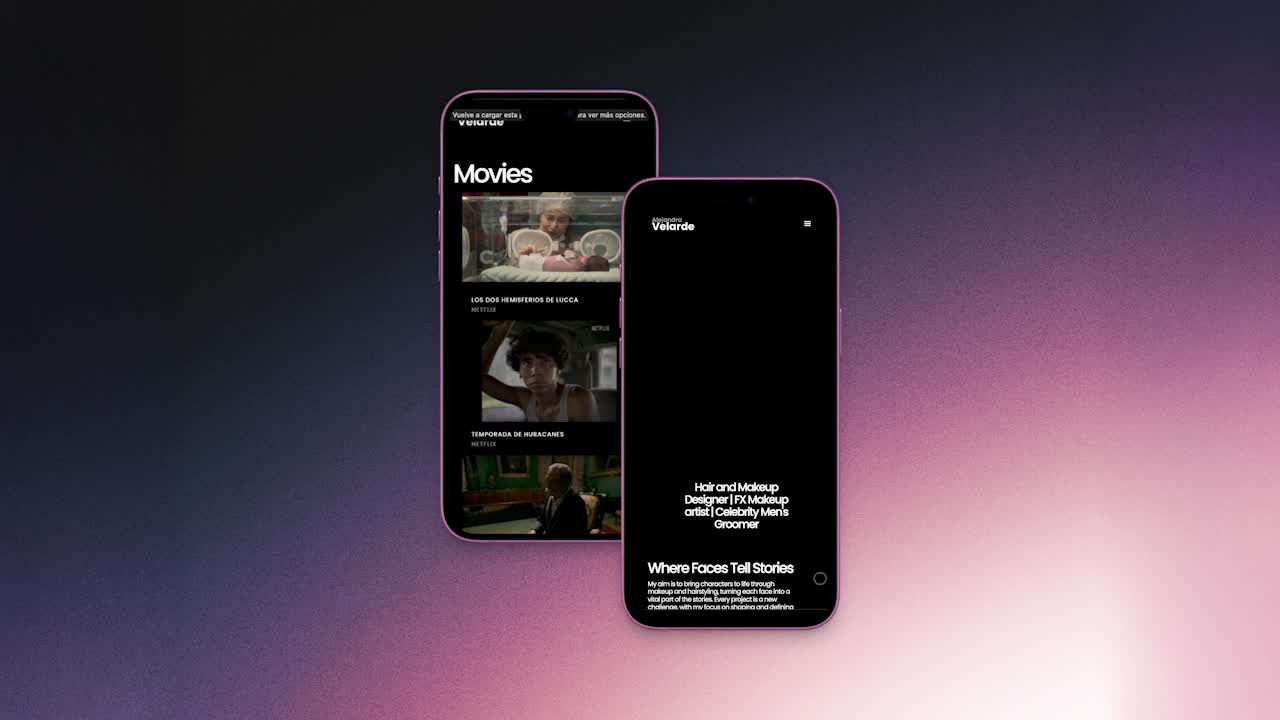 Vuelve a cargar esta
ara ver más opciones.
Velarde
Movies
LOS DOS HEMISFERIOS DE LUCCA
NETFLIX
NETFLIX
TEMPORADA DE HURACANES
NETFLIX
Alejandra
Velarde
Hair and Makeup
Designer | FX Makeup
artist | Celebrity Men's
Groomer
Where Faces Tell Stories
My aim is to bring characters to life through
makeup and hairstyling, turning each face into a
vital part of the stories. Every project is a new
challenge, with my focus on shaping and defining